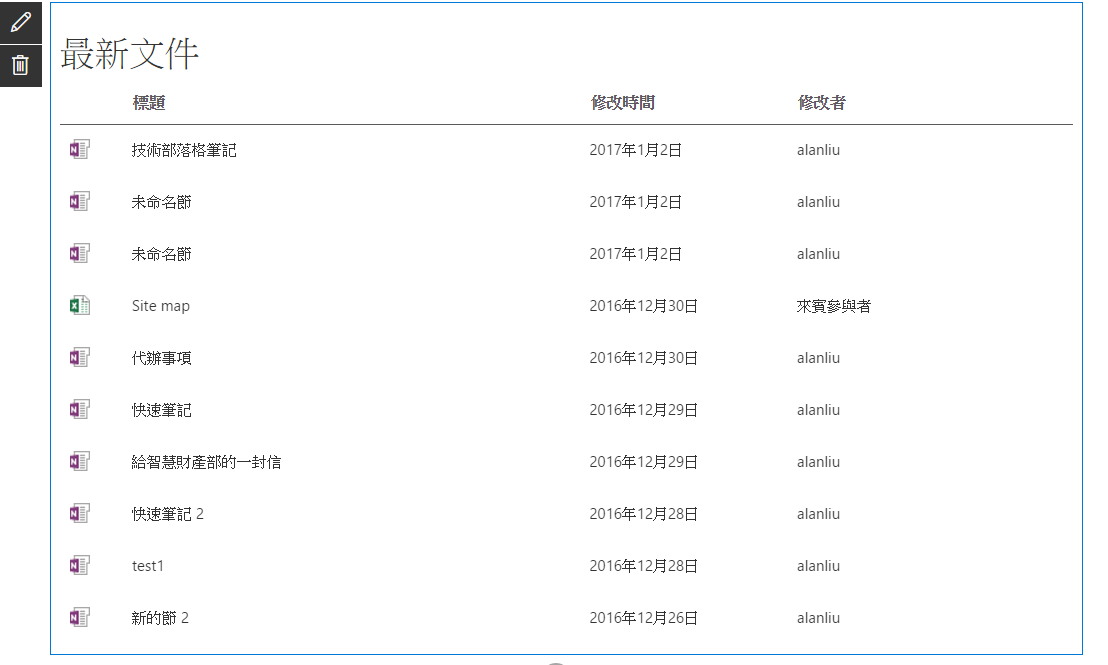 最新文件
標題 修改時間 修改者
技術部落格筆記 2017年1月2日 alanliu
未命名節 2017年1月2日 alanliu
未命名節 2017年1月2日 alanliu
Site map 2016年12月30日 來賓參與者
代辦事項 2016年12月30日 alanliu
快速筆記 2016年12月29日 alanliu
給智慧財產部的一封信 2016年12月29日 alanliu
快速筆記 2 2016年12月28日 alanliu
test1 2016年12月28日 alanliu
新的節 2 2016年12月26日 alanliu